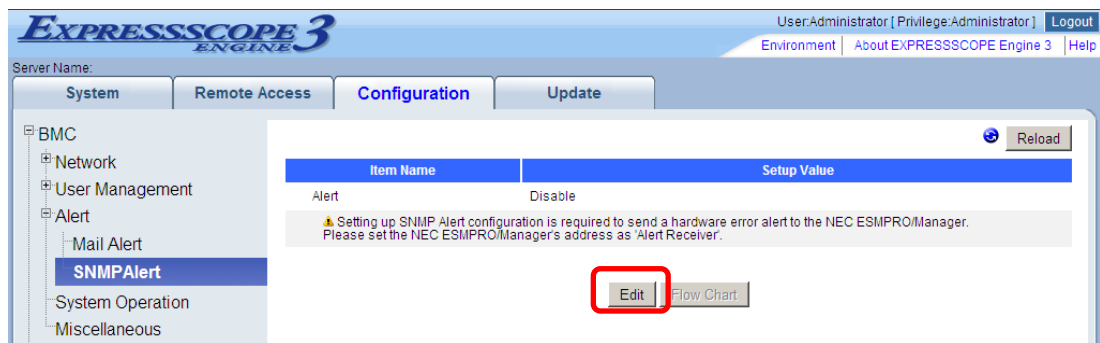 EXPRESSSCOPE 3
ENGINE
User:Administrator [ Privilege:Administrator ] Logout
Environment About EXPRESSSCOPE Engine 3 Help
Server Name:
System Remote Access Configuration Update
BMC
Network
User Management
Alert
Mail Alert
SNMPAlert
System Operation
Miscellaneous
Reload
Item Name Setup Value
Alert Disable
Setting up SNMP Alert configuration is required to send a hardware error alert to the NEC ESMPRO/Manager.
Please set the NEC ESMPRO/Manager's address as 'Alert Receiver'.
Edit Flow Chart